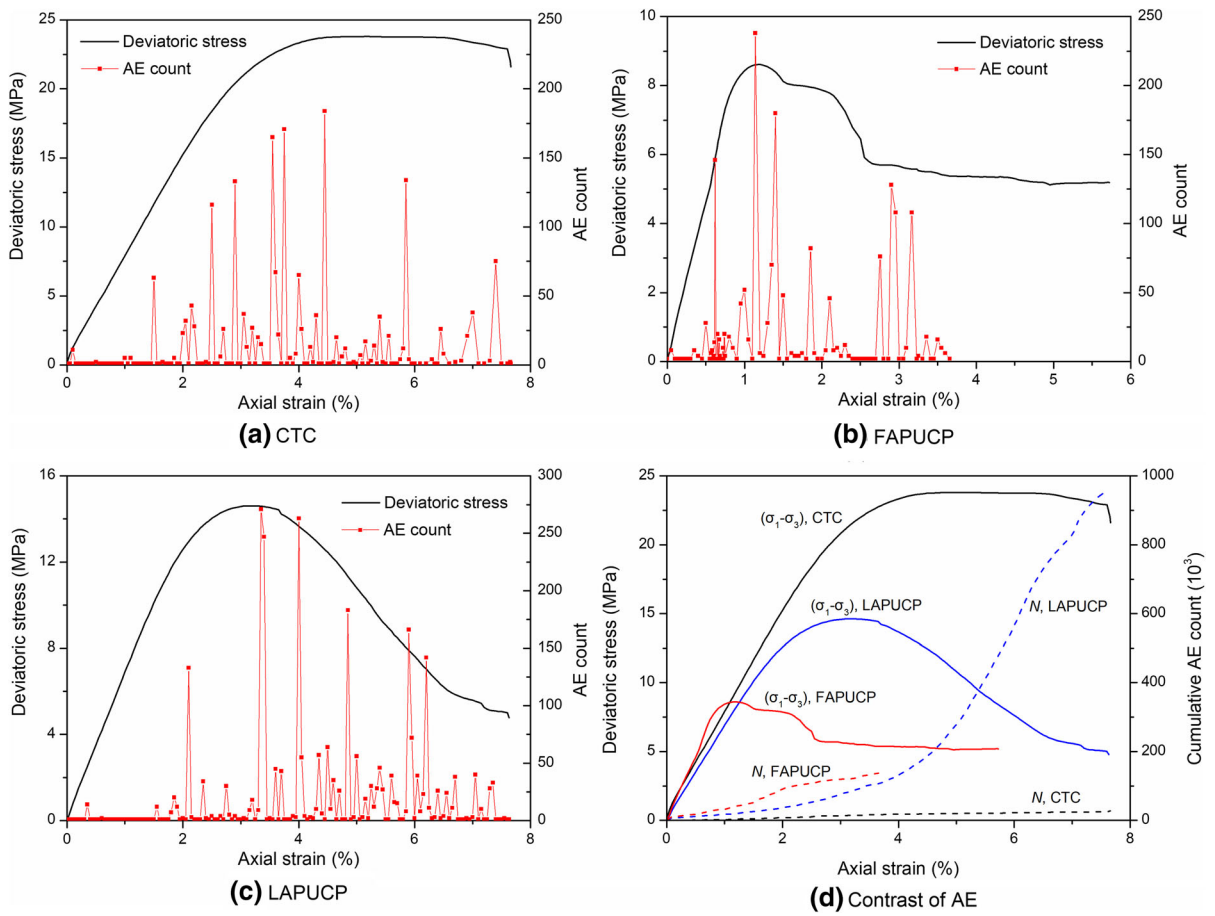 25
20
15
10
5
0
Deviatoric stress (MPa)
Deviatoric stress
AE count
250
200
150
100
50
0
AE count
0 2 4 6 8
Axial strain (%)
(a) CTC
10
8
6
4
2
0
Deviatoric stress (MPa)
Deviatoric stress
AE count
250
200
150
100
50
0
AE count
0 1 2 3 4 5 6
Axial strain (%)
(b) FAPUCP
16
12
8
4
0
Deviatoric stress (MPa)
Deviatoric stress
AE count
300
250
200
150
100
50
0
AE count
0 2 4 6 8
Axial strain (%)
(c) LAPUCP
25
20
15
10
5
0
Deviatoric stress (MPa)
(σ1-σ3), CTC
(σ1-σ3), LAPUCP
N, LAPUCP
(σ1-σ3), FAPUCP
N, FAPUCP
N, CTC
1000
800
600
400
200
0
Cumulative AE count (10³)
0 2 4 6 8
Axial strain (%)
(d) Contrast of AE